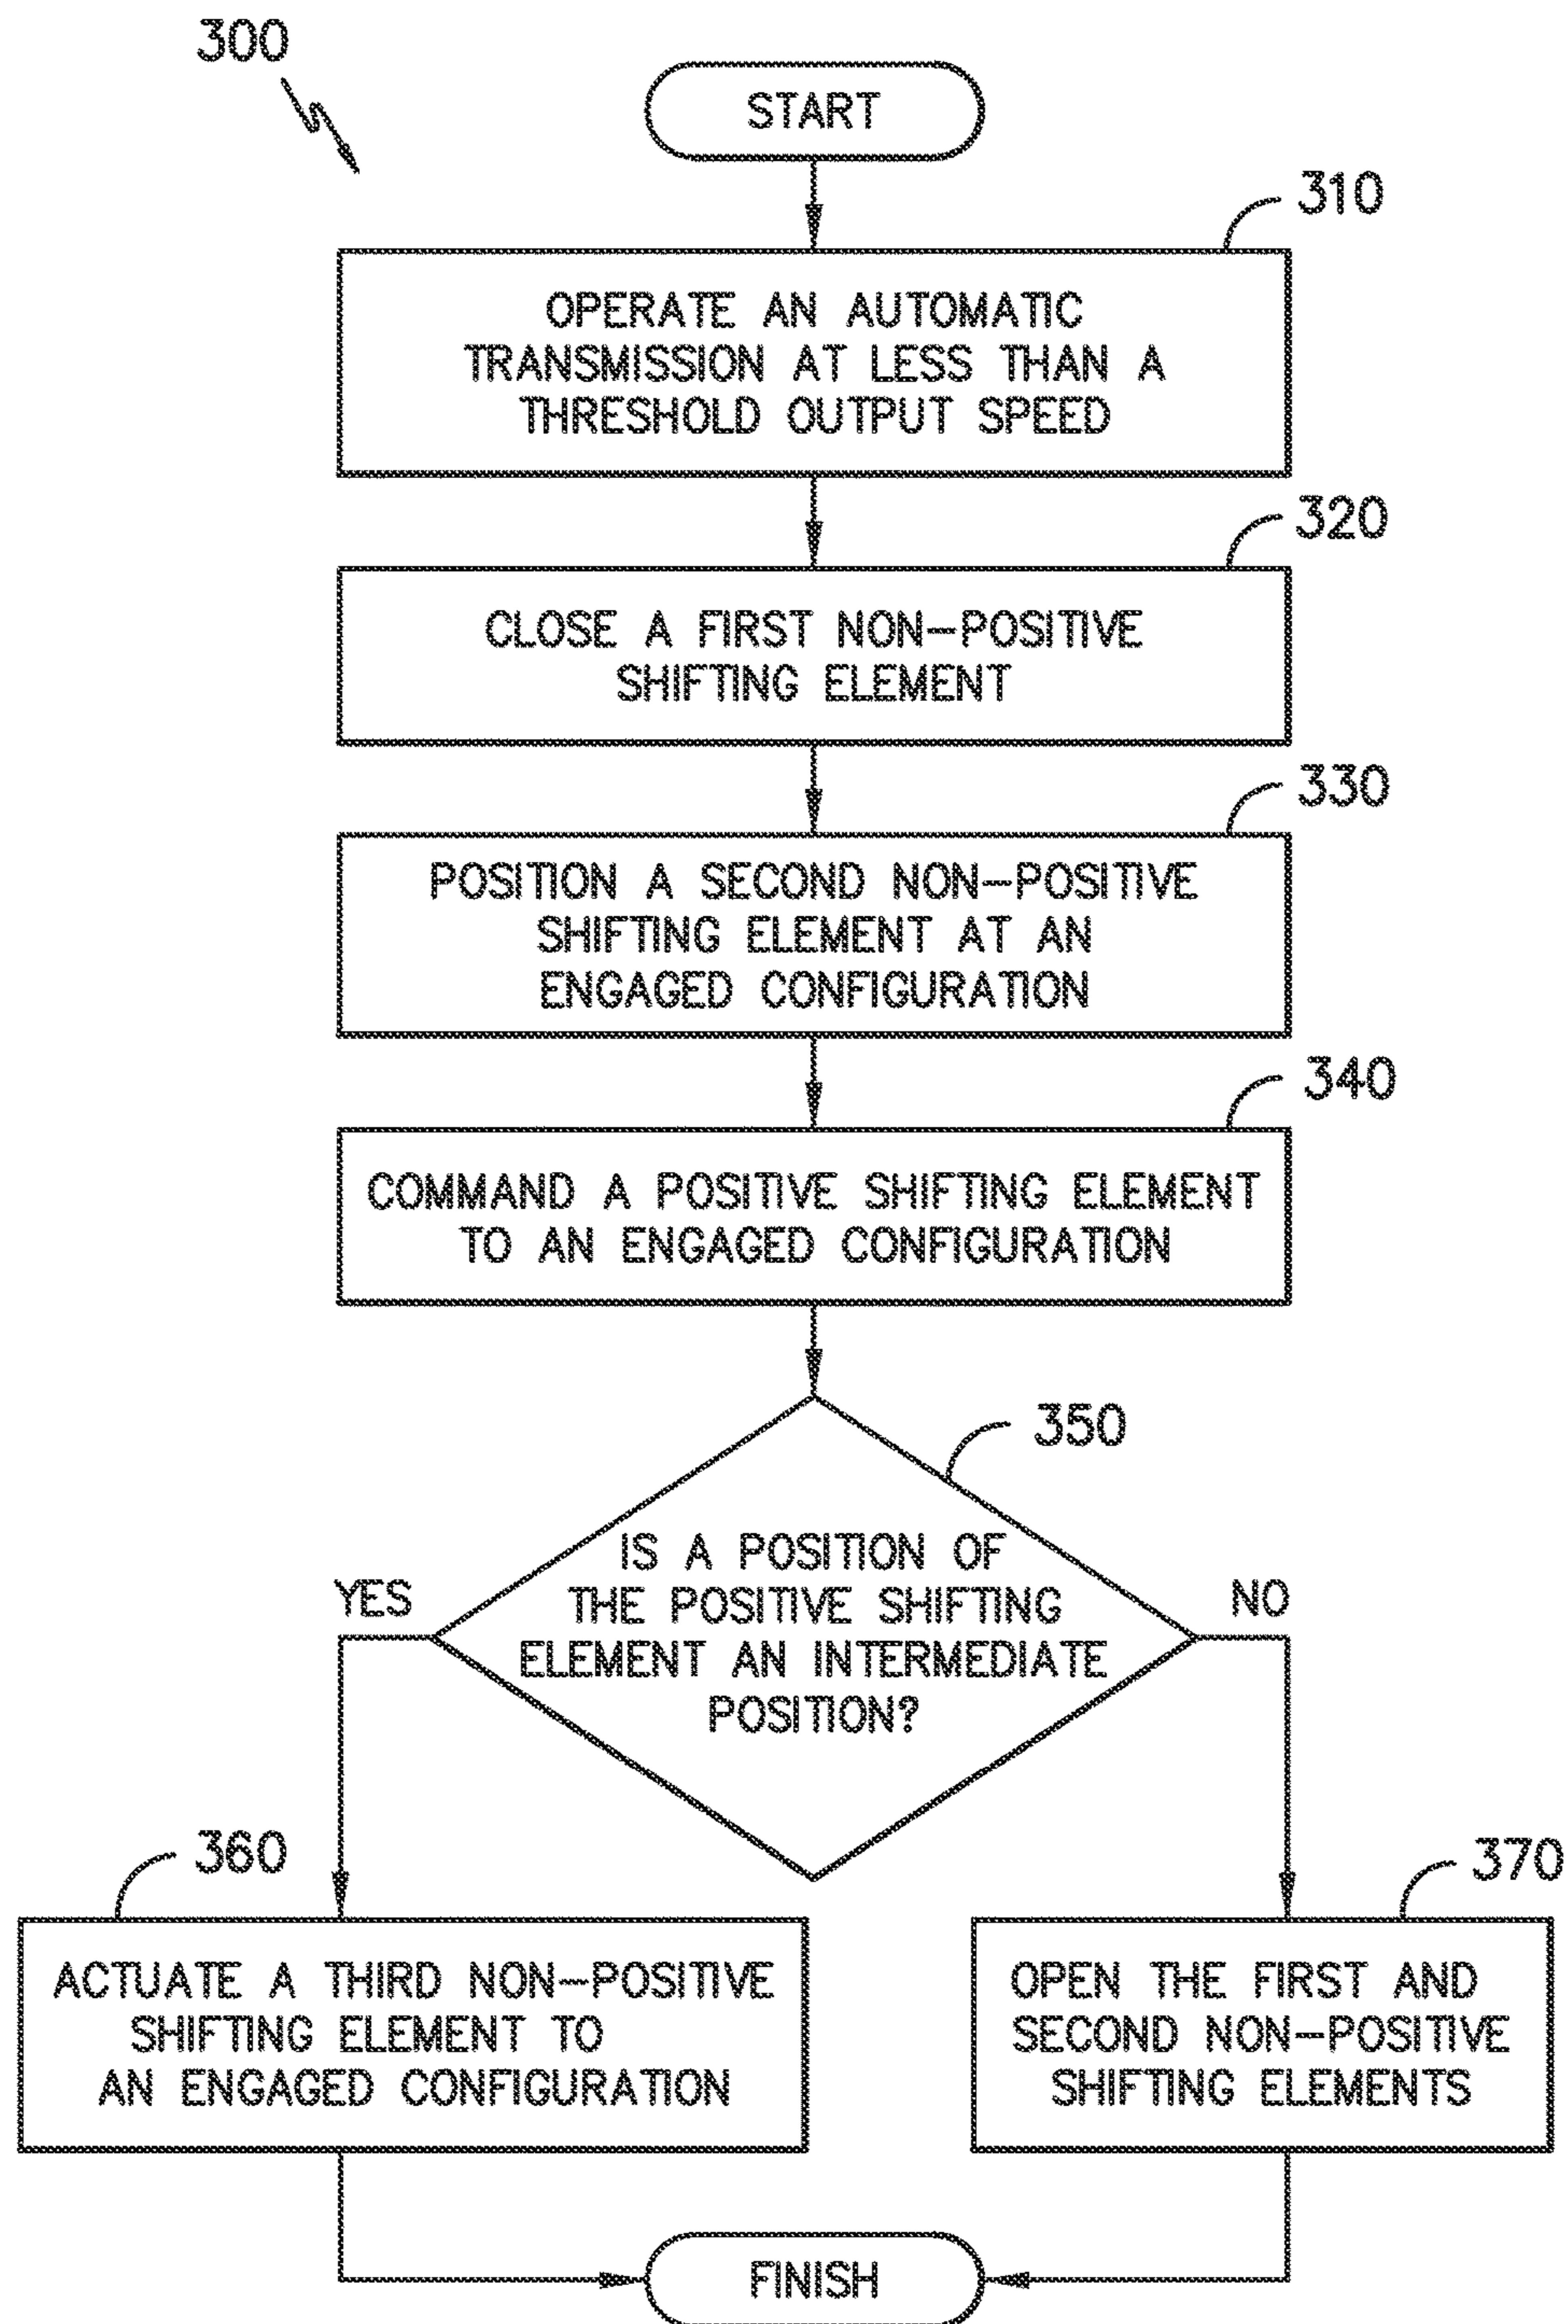 300
START
310
OPERATE AN AUTOMATIC
TRANSMISSION AT LESS THAN A
THRESHOLD OUTPUT SPEED
320
CLOSE A FIRST NON-POSITIVE
SHIFTING ELEMENT
330
POSITION A SECOND NON-POSITIVE
SHIFTING ELEMENT AT AN
ENGAGED CONFIGURATION
340
COMMAND A POSITIVE SHIFTING ELEMENT
TO AN ENGAGED CONFIGURATION
350
IS A POSITION OF
THE POSITIVE SHIFTING
ELEMENT AN INTERMEDIATE
POSITION?
YES
NO
360
ACTUATE A THIRD NON-POSITIVE
SHIFTING ELEMENT TO
AN ENGAGED CONFIGURATION
370
OPEN THE FIRST AND
SECOND NON-POSITIVE
SHIFTING ELEMENTS
FINISH